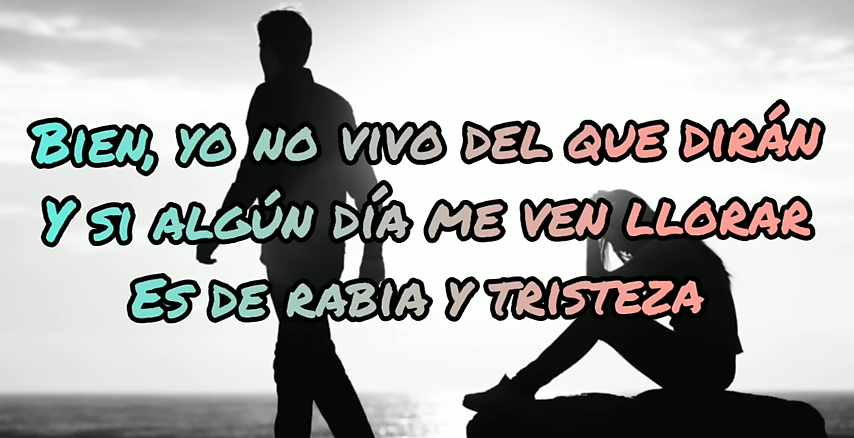 Bien, yo no vivo del que dirán
Y si algún día me ven llorar
Es de rabia y tristeza